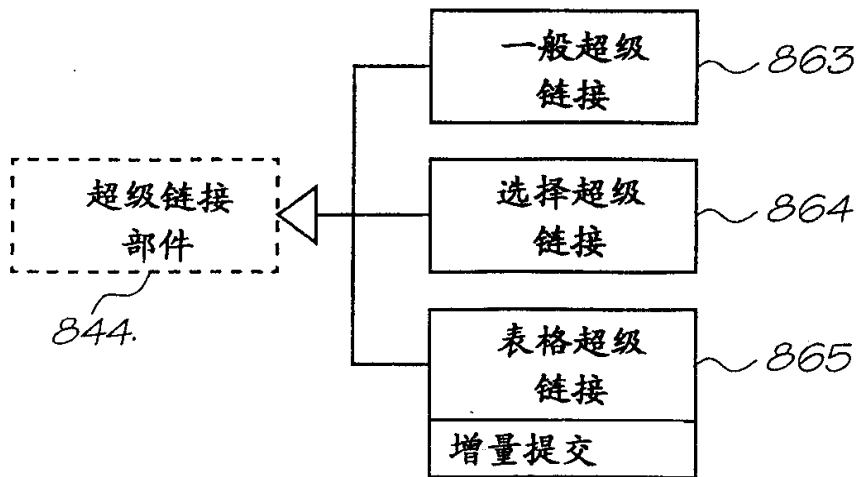 一般超级
链接
863
超级链接
部件
844.
选择超级
链接
864
表格超级
链接
865
增量提交